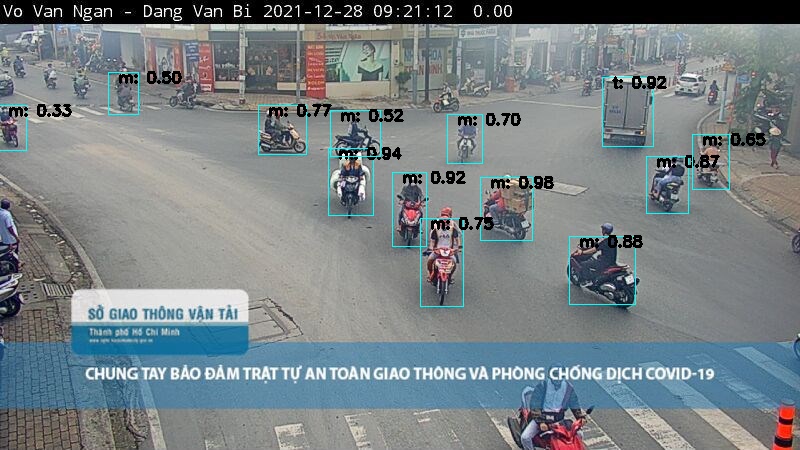 Vo Van Ngan - Dang Van Bi 2021-12-28 09:21:12 0.00
m: 0.50
t: 0.92
m: 0.33
m: 0.77
m: 0.52
m: 0.70
m: 0.65
m: 0.94
m: 0.87
m: 0.92
m: 0.98
m: 0.75
m: 0.88
SỞ GIAO THÔNG VẬN TẢI
Thành phố Hồ Chí Minh
CHUNG TAY BẢO ĐẢM TRẬT TỰ AN TOÀN GIAO THÔNG VÀ PHÒNG CHỐNG DỊCH COVID-19